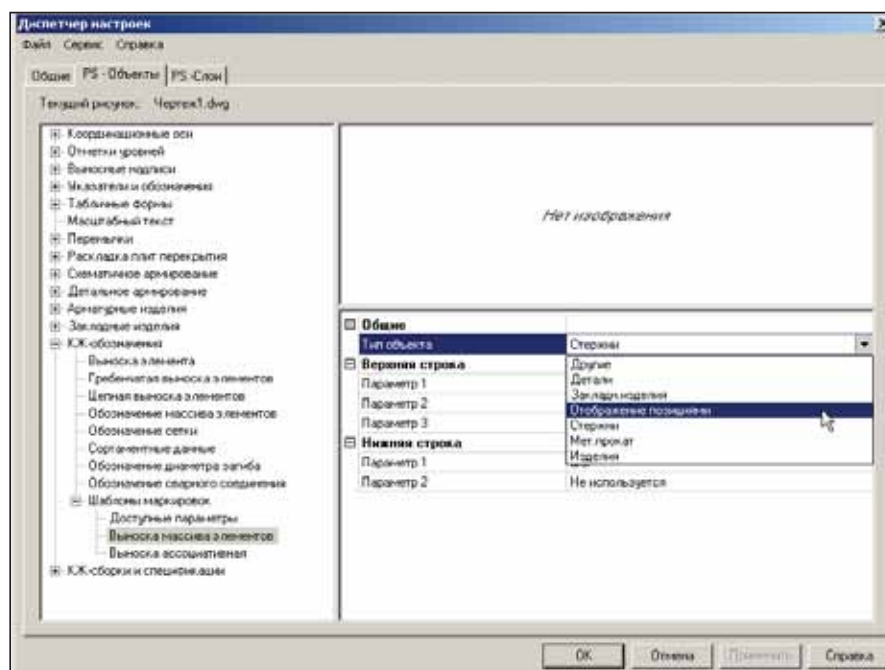 Диспетчер настроек
Файл Сервис Справка
Общие PS - Объекты PS -Слои
Текущий рисунок: Чертеж1.dwg
Координационные оси
Отметки уровней
Выносные надписи
Указатели и обозначения
Табличные формы
Масштабный текст
Перемычки
Раскладка плит перекрытия
Схематичное армирование
Детальное армирование
Арматурные изделия
Закладные изделия
КЖ-обозначения
Выноска элемента
Гребенчатая выноска элементов
Цепная выноска элементов
Обозначение массива элементов
Обозначение сетки
Сортаментные данные
Обозначение диаметра загиба
Обозначение сварного соединения
Шаблоны маркировок
Доступные параметры
Выноска массива элементов
Выноска ассоциативная
КЖ-сборки и спецификации
Нет изображения
Общие
Тип объекта Стержни
Верхняя строка
Параметр 1
Параметр 2
Параметр 3
Нижняя строка
Параметр 1
Параметр 2 Не используется
Другие
Детали
Закладн.изделия
Отображение позициями
Стержни
Мет.прокат
Изделия
OK Отмена Применить Справка